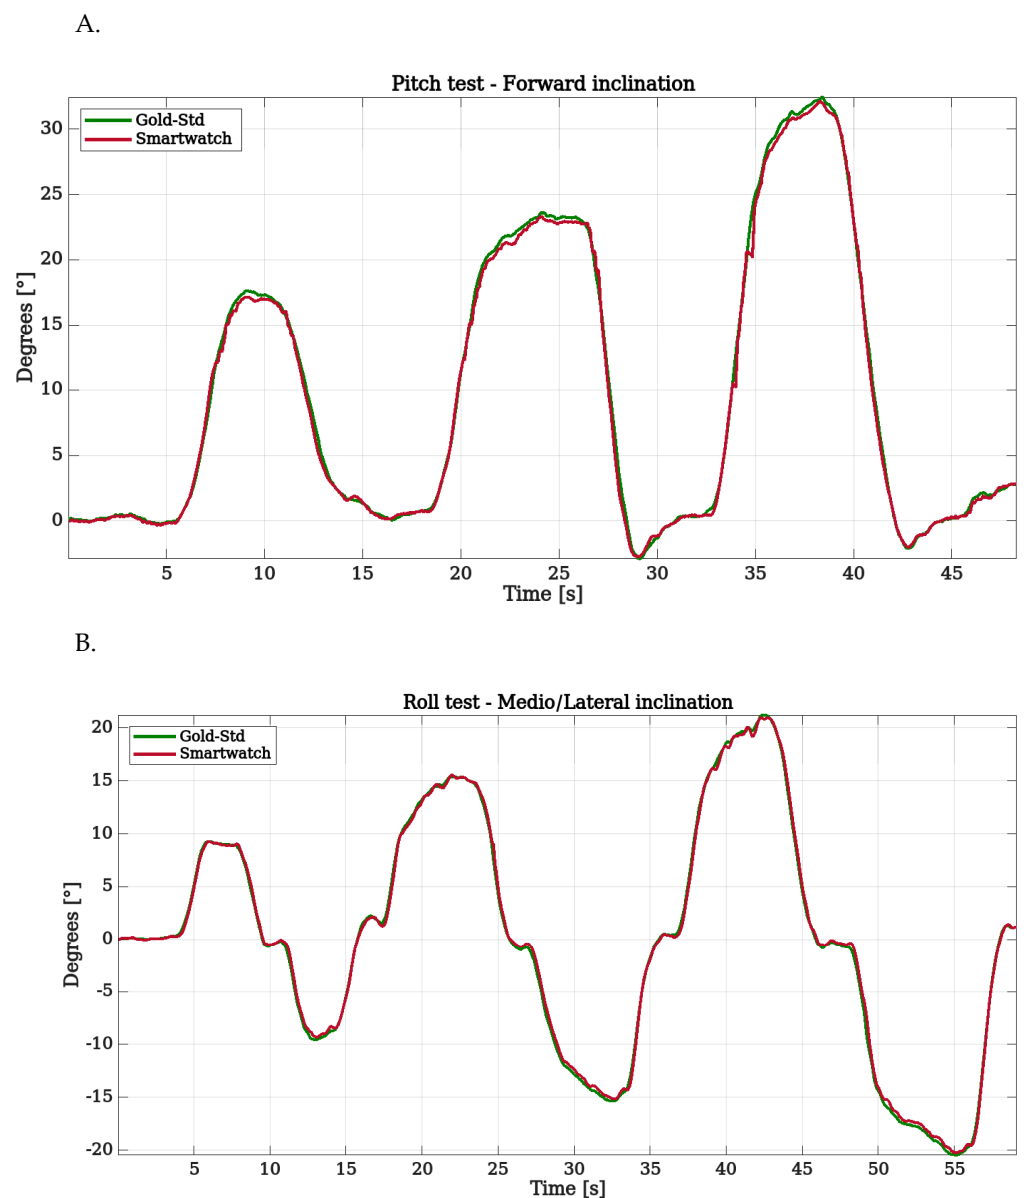 A.
Pitch test - Forward inclination
Gold-Std
Smartwatch
30
25
20
15
10
5
0
Degrees [°]
5 10 15 20 25 30 35 40 45
Time [s]
B.
Roll test - Medio/Lateral inclination
Gold-Std
Smartwatch
20
15
10
5
0
-5
-10
-15
-20
Degrees [°]
5 10 15 20 25 30 35 40 45 50 55
Time [s]